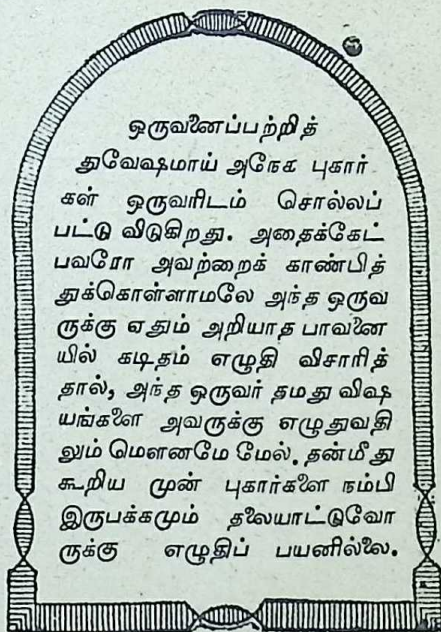 ஒருவனைப்பற்றித்
துவேஷமாய் அநேக புகார்
கள் ஒருவரிடம் சொல்லப்
பட்டு விடுகிறது. அதைக்கேட்
பவரோ அவற்றைக் காண்பித்
துக்கொள்ளாமலே அந்த ஒருவ
ருக்கு ஏதும் அறியாத பாவனை
யில் கடிதம் எழுதி விசாரித்
தால், அந்த ஒருவர் தமது விஷ
யங்களை அவருக்கு எழுதுவதி
லும் மௌனமே மேல். தன்மீது
கூறிய முன் புகார்களை நம்பி
இருபக்கமும் தலையாட்டுவோ
ருக்கு எழுதிப் பயனில்லை.